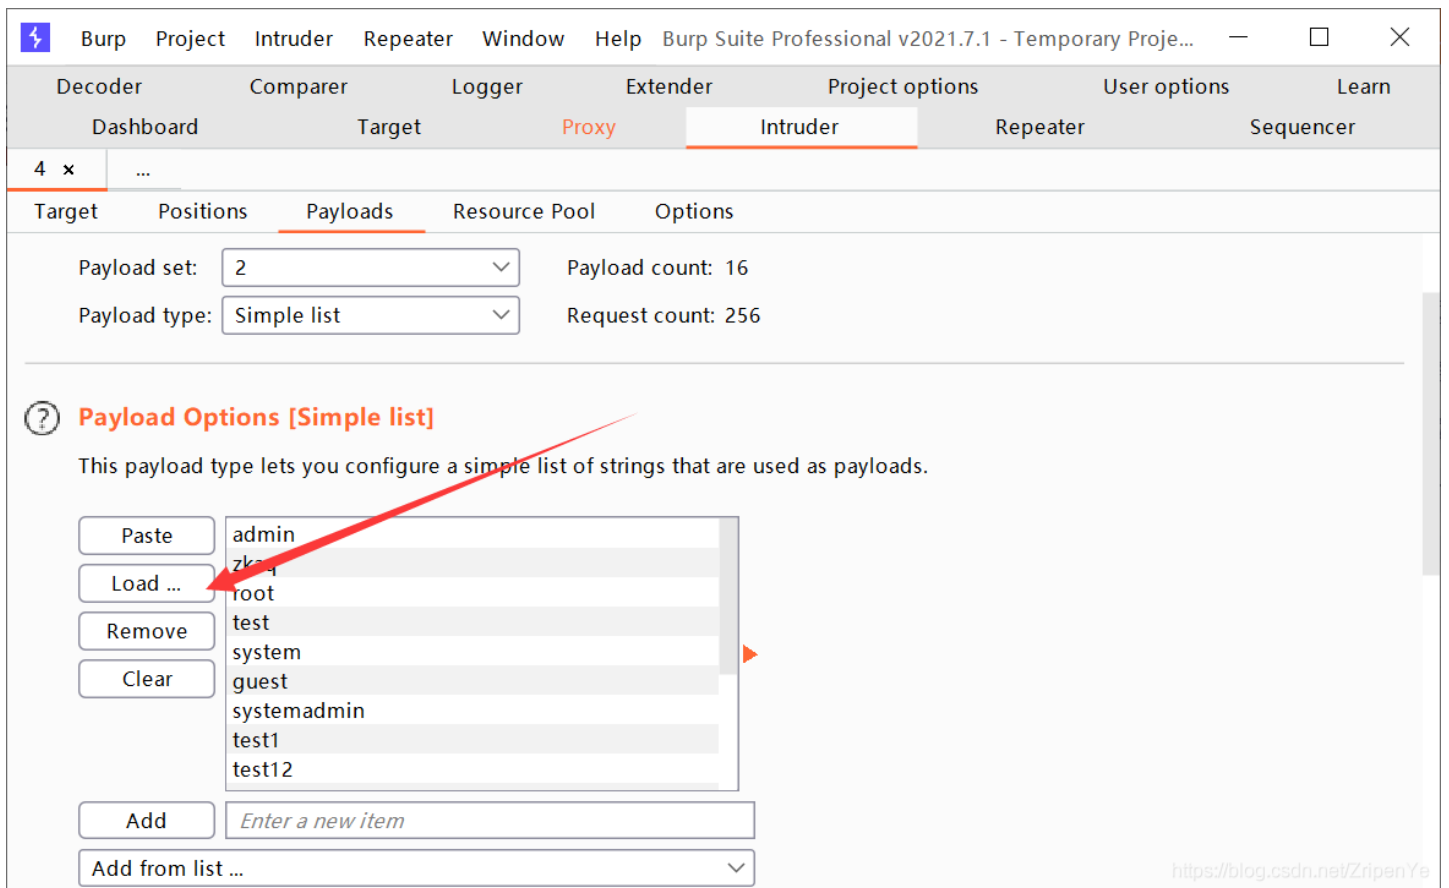 Burp Project Intruder Repeater Window Help Burp Suite Professional v2021.7.1 - Temporary Proje...
Decoder Comparer Logger Extender Project options User options Learn
Dashboard Target Proxy Intruder Repeater Sequencer
4 × ...
Target Positions Payloads Resource Pool Options
Payload set: 2 Payload count: 16
Payload type: Simple list Request count: 256
Payload Options [Simple list]
This payload type lets you configure a simple list of strings that are used as payloads.
Paste
Load ...
Remove
Clear
admin
zkaq
root
test
system
guest
systemadmin
test1
test12
Add Enter a new item
Add from list ...
https://blog.csdn.net/ZripenYe